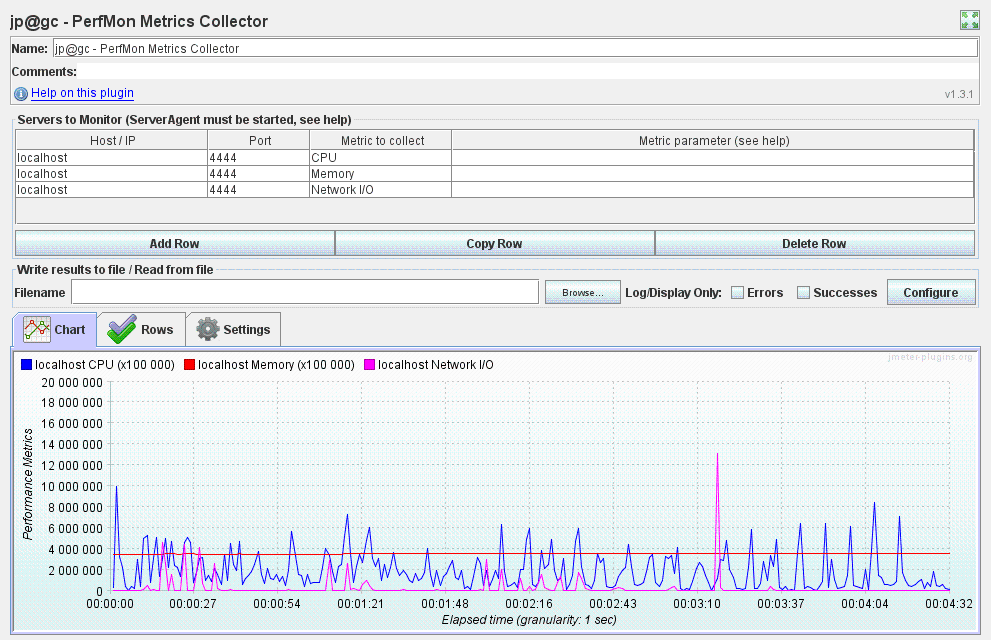 jp@gc - PerfMon Metrics Collector
Name: jp@gc - PerfMon Metrics Collector
Comments:
Help on this plugin v1.3.1
Servers to Monitor (ServerAgent must be started, see help)
Host / IP Port Metric to collect Metric parameter (see help)
localhost 4444 CPU
localhost 4444 Memory
localhost 4444 Network I/O
Add Row Copy Row Delete Row
Write results to file / Read from file
Filename Browse... Log/Display Only: Errors Successes Configure
Chart Rows Settings
localhost CPU (x100 000) localhost Memory (x100 000) localhost Network I/O jmeter-plugins.org
20 000 000
18 000 000
16 000 000
14 000 000
12 000 000
10 000 000
8 000 000
6 000 000
4 000 000
2 000 000
0
Performance Metrics
00:00:00 00:00:27 00:00:54 00:01:21 00:01:48 00:02:16 00:02:43 00:03:10 00:03:37 00:04:04 00:04:32
Elapsed time (granularity: 1 sec)